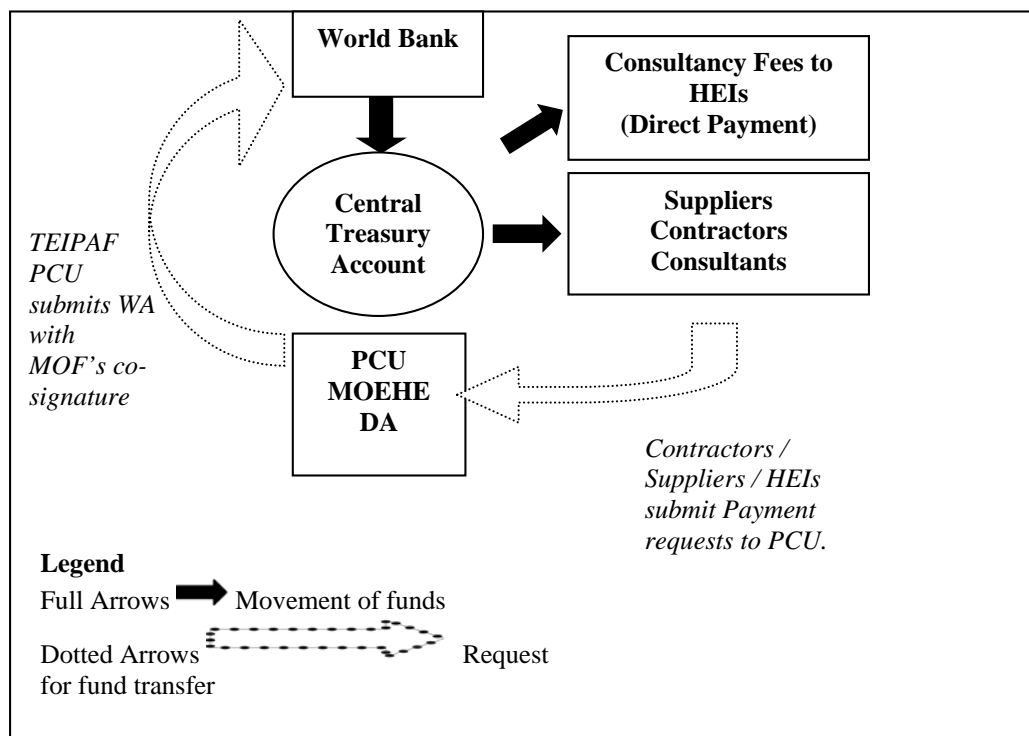 World Bank
Consultancy Fees to
HEIs
(Direct Payment)
Central
Treasury
Account
Suppliers
Contractors
Consultants
TEIPAF
PCU
submits WA
with
MOF’s co-
signature
PCU
MOEHE
DA
Contractors /
Suppliers / HEIs
submit Payment
requests to PCU.
Legend
Full Arrows Movement of funds
Dotted Arrows Request
for fund transfer